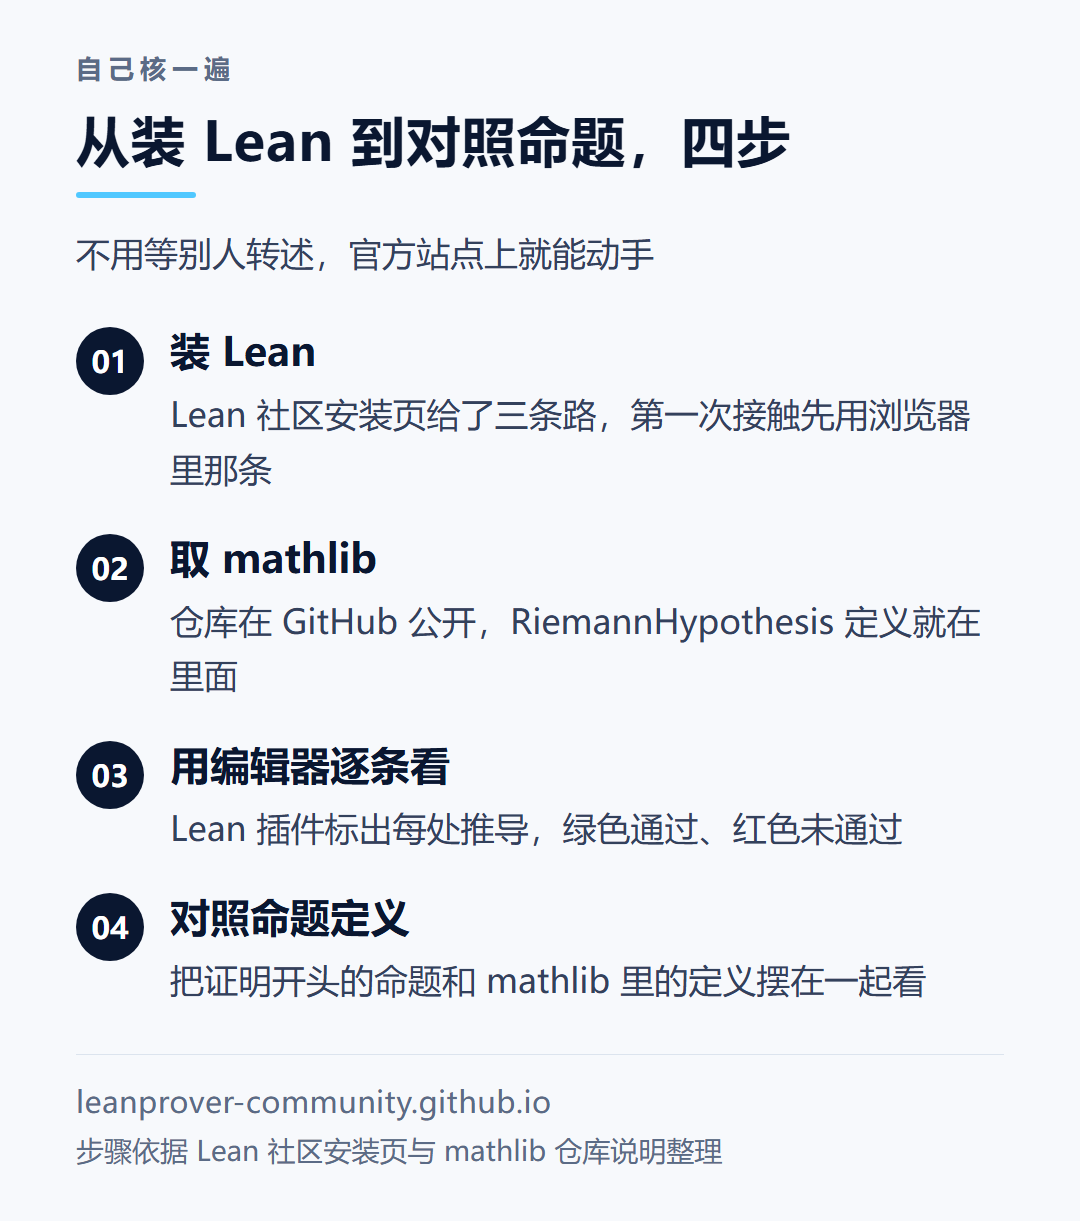 自己核一遍
从装 Lean 到对照命题，四步
不用等别人转述，官方站点上就能动手
01
装 Lean
Lean 社区安装页给了三条路，第一次接触先用浏览器
里那条
02
取 mathlib
仓库在 GitHub 公开，RiemannHypothesis 定义就在
里面
03
用编辑器逐条看
Lean 插件标出每处推导，绿色通过、红色未通过
04
对照命题定义
把证明开头的命题和 mathlib 里的定义摆在一起看
leanprover-community.github.io
步骤依据 Lean 社区安装页与 mathlib 仓库说明整理